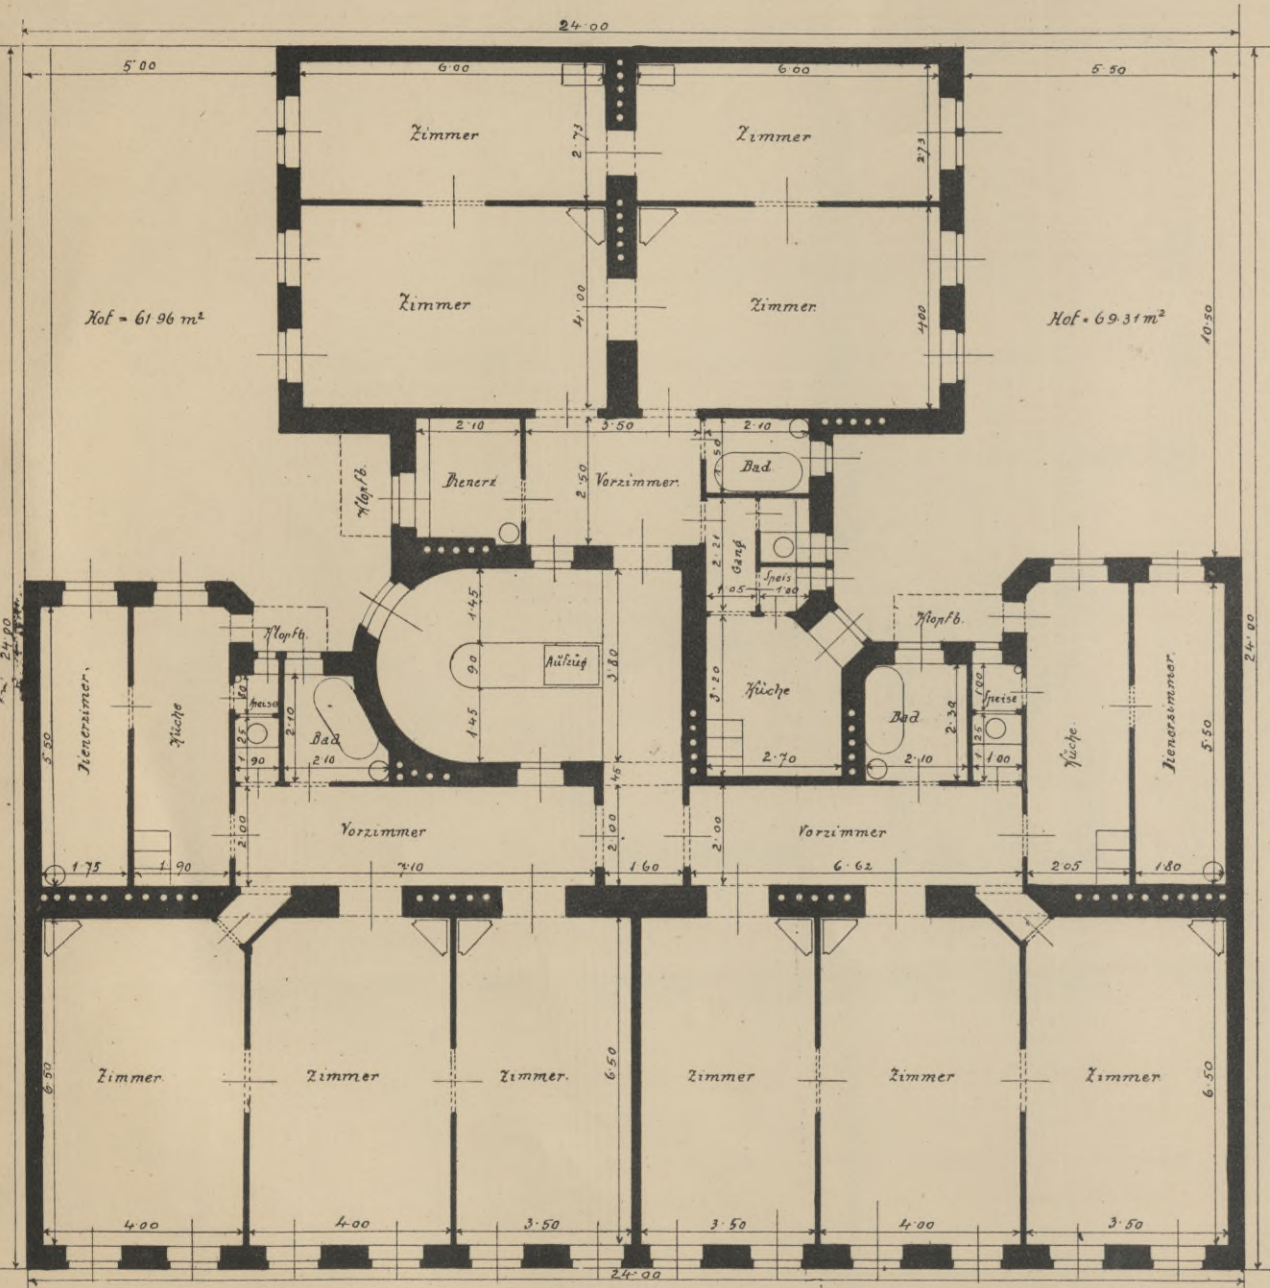 24·00
5·00
6·00
6·00
5·50
Zimmer
2·73
Zimmer
2·73
Zimmer
4·00
Zimmer.
4·00
Hof = 61·96 m²
Hof = 69·31 m²
10·50
2·10
3·50
2·10
Klopfb.
Dienerz
2·50
Vorzimmer.
1·50
Bad
2·21
Gang
Speis
1·05
1·00
24·00
1·45
90
Aufzug
3·80
1·45
45
Klopfb.
Klopfb.
Dienerzimmer.
5·50
Küche
80
Speise
1·25
90
2·10
Bad
2·10
3·20
Küche
2·70
Bad
2·30
2·10
1·00
Speise
1·25
1·00
Küche
Dienerzimmer.
5·50
24·00
2·00
Vorzimmer
2·00
2·00
Vorzimmer
1·75
1·90
7·10
1·60
6·62
2·05
1·80
6·50
Zimmer.
Zimmer
Zimmer.
6·50
Zimmer
Zimmer
Zimmer
6·50
4·00
4·00
3·50
3·50
4·00
3·50
24·00